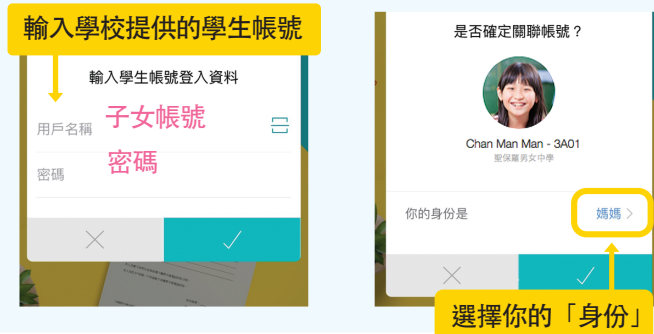 輸入學校提供的學生帳號
輸入學生帳號登入資料
用戶名稱 子女帳號
密碼 密碼
是否確定關聯帳號？
Chan Man Man - 3A01
聖保羅男女中學
你的身份是 媽媽
選擇你的「身份」